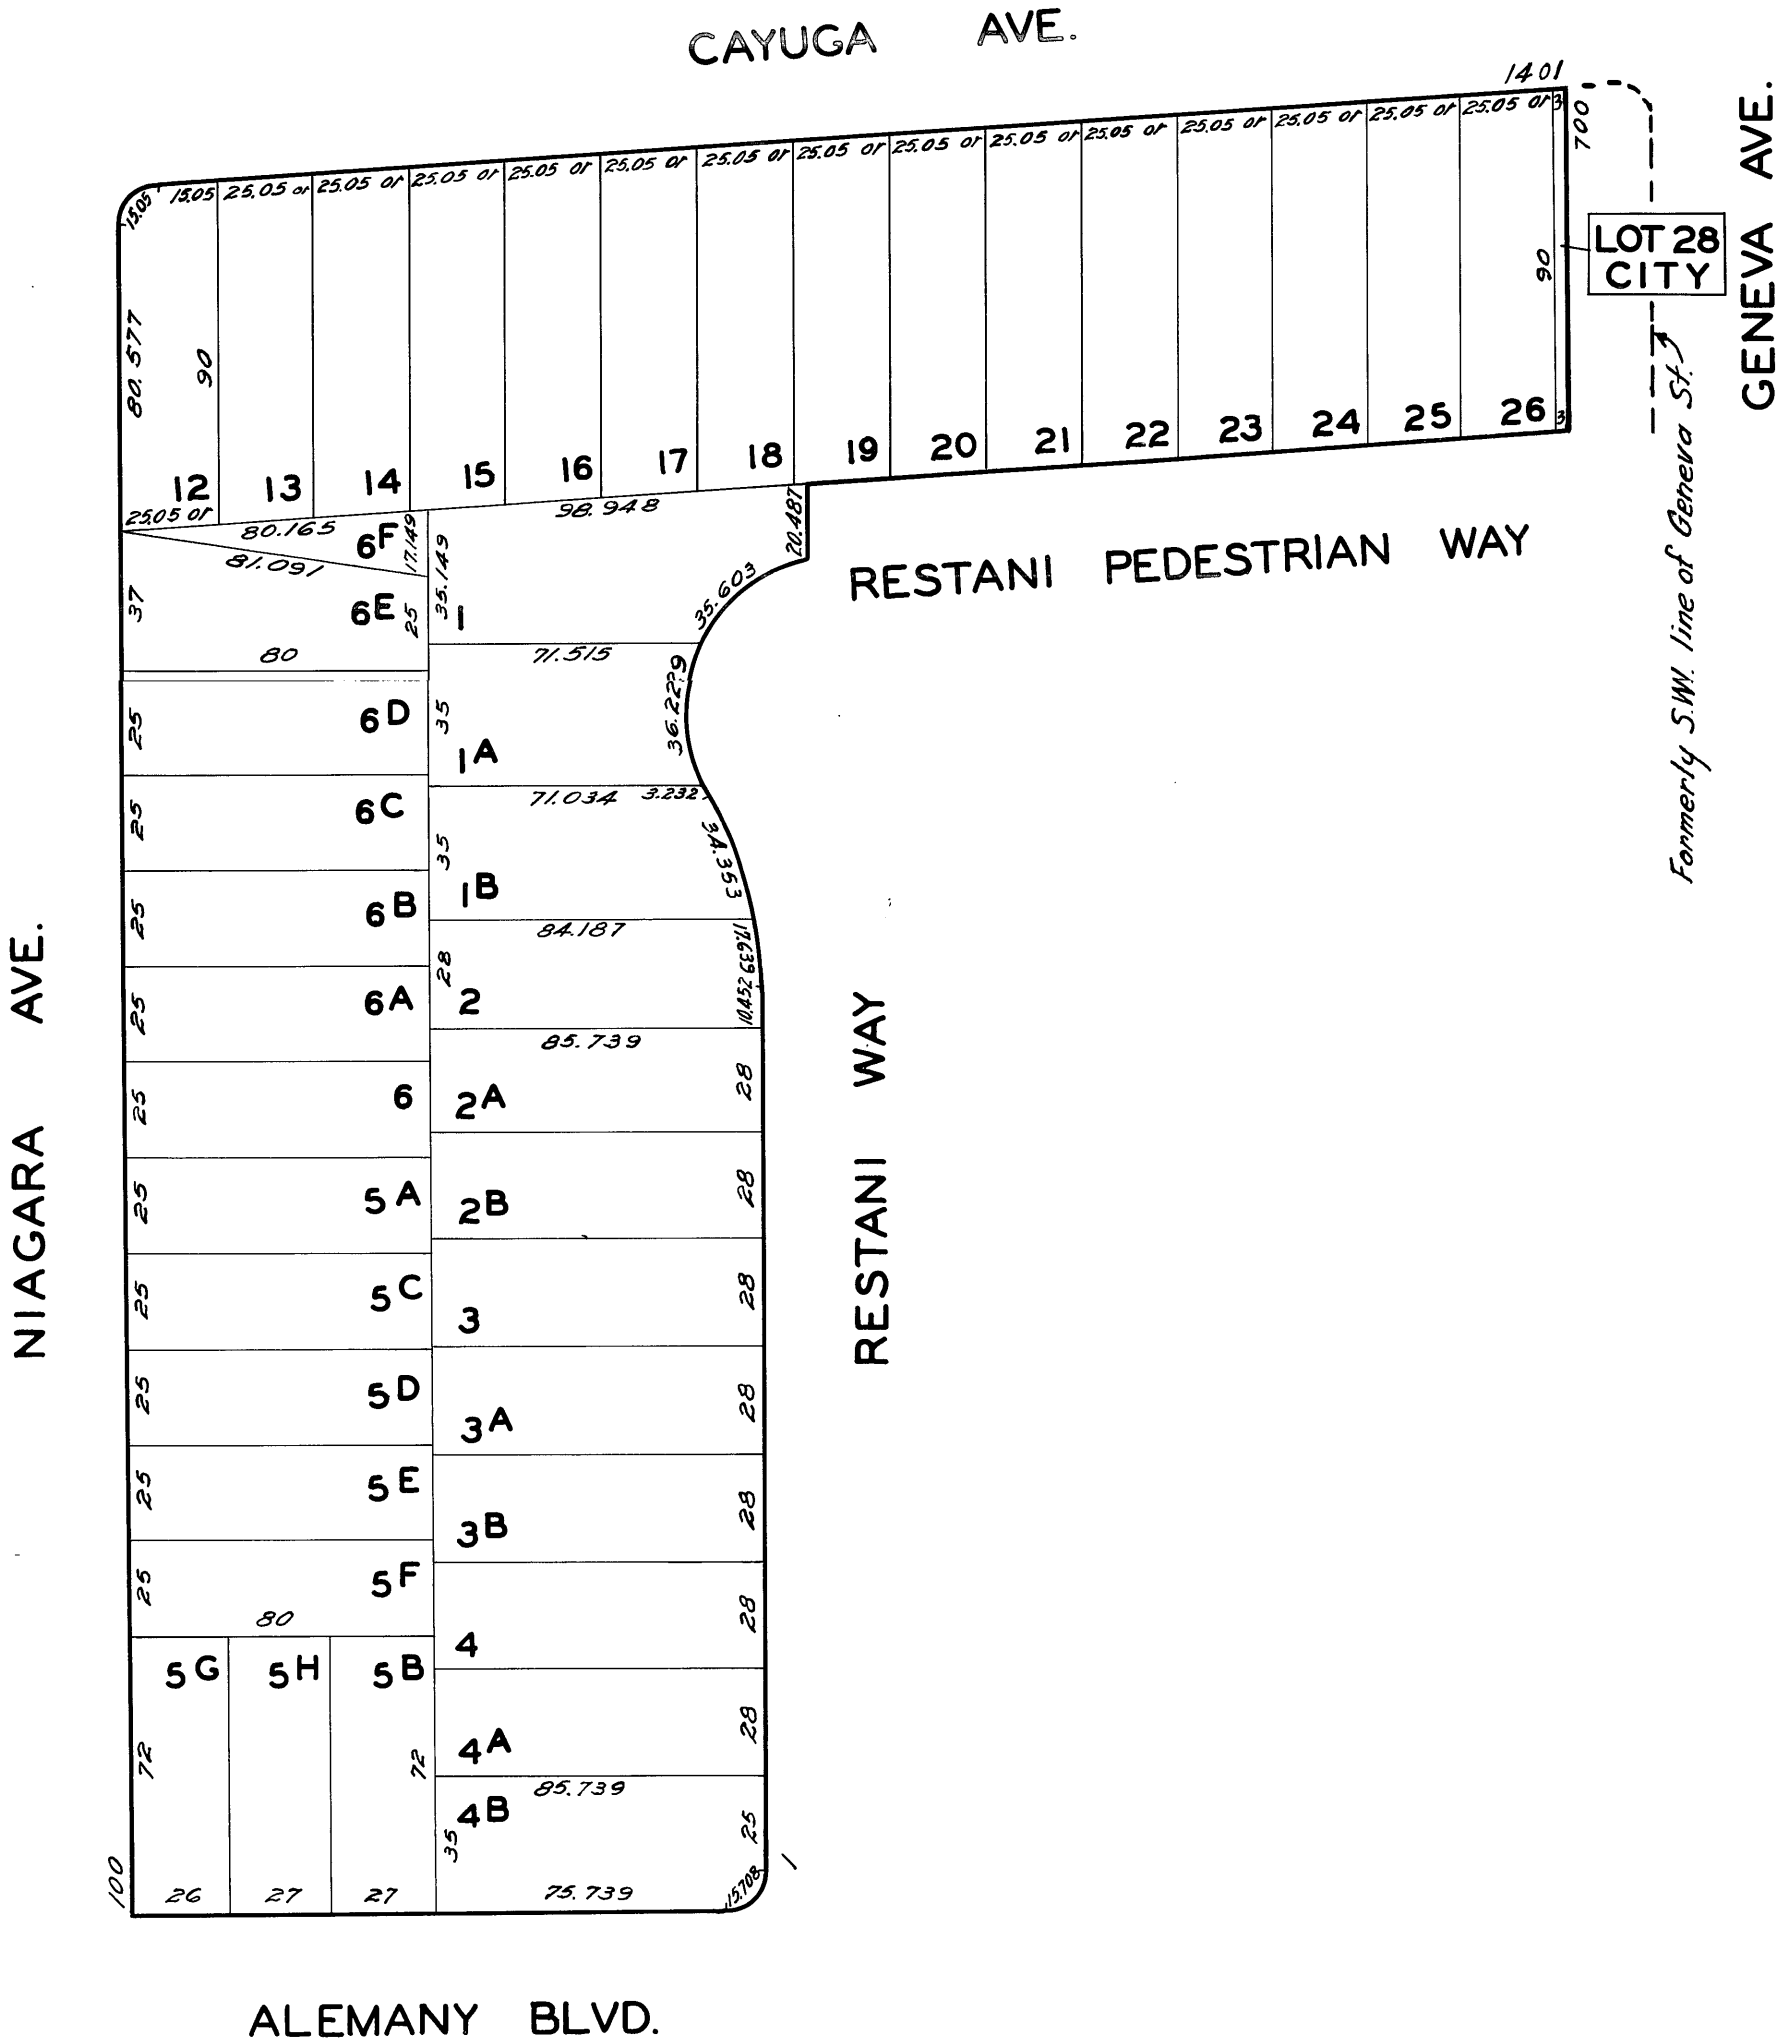 CAYUGA AVE.
1401
25.05 or 25.05 or 25.05 or 25.05 or 25.05 or 25.05 or 25.05 or 25.05 or 25.05 or 25.05 or 25.05 or 25.05 or 25.05 or 25.05 or 3
15.05 15.05
700
GENEVA AVE.
LOT 28
CITY
90
80.577
90
12 13 14 15 16 17 18 19 20 21 22 23 24 25 26 3
25.05 or
80.165
98.948
20.487
6F
17.149
81.091
35.149
RESTANI PEDESTRIAN WAY
Formerly S.W. line of Geneva St.
37
6E
25
1
35.603
80
71.515
25
6D
35
1A
36.2279
25
6C
71.034
3.232
35
34.353
1B
25
6B
84.187
17.639
28
25
6A
2
10.452
85.739
25
6
2A
28
NIAGARA AVE.
RESTANI WAY
25
5A
2B
28
25
5C
3
28
25
5D
3A
28
25
5E
3B
28
25
5F
80
4
28
5G 5H 5B
72
72
4A
28
85.739
4B
35
25
100
26 27 27
75.739
15.708
1
ALEMANY BLVD.